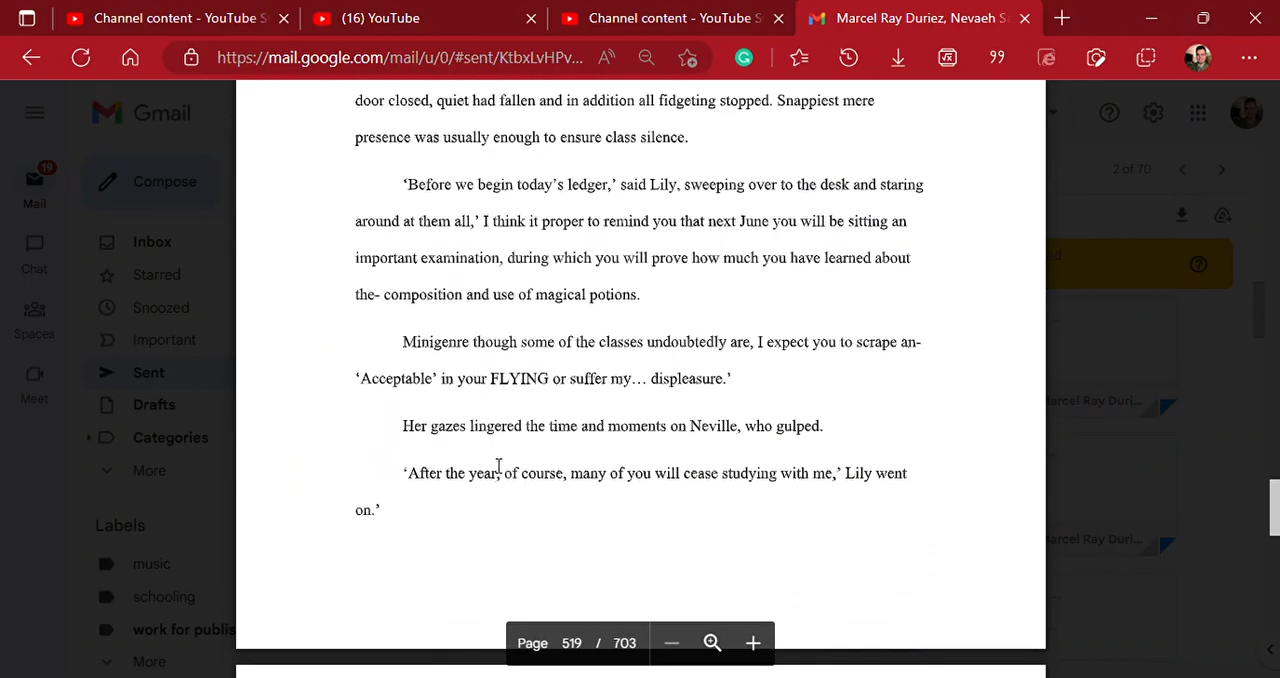 Channel content - YouTube S
(16) YouTube
Channel content - YouTube S
Marcel Ray Duriez, Nevaeh S
https://mail.google.com/mail/u/0/#sent/KtbxLvHPv...
Gmail
19
Mail
Chat
Spaces
Meet
Compose
Inbox
Starred
Snoozed
Important
Sent
Drafts
Categories
More
Labels
music
schooling
work for publis
More
2 of 70
door closed, quiet had fallen and in addition all fidgeting stopped. Snappiest mere
presence was usually enough to ensure class silence.
‘Before we begin today’s ledger,’ said Lily, sweeping over to the desk and staring
around at them all,’ I think it proper to remind you that next June you will be sitting an
important examination, during which you will prove how much you have learned about
the- composition and use of magical potions.
Minigenre though some of the classes undoubtedly are, I expect you to scrape an-
‘Acceptable’ in your FLYING or suffer my… displeasure.’
Her gazes lingered the time and moments on Neville, who gulped.
‘After the year, of course, many of you will cease studying with me,’ Lily went
on.’
Page 519 / 703
arcel Ray Duri...
arcel Ray Duri...